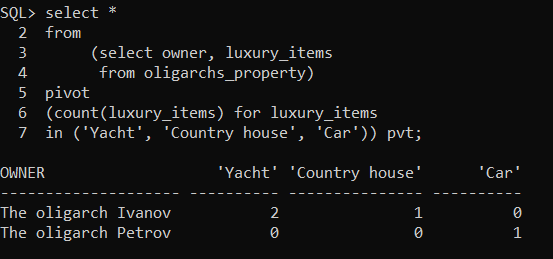 SQL> select *
  2  from
  3       (select owner, luxury_items
  4        from oligarchs_property)
  5  pivot
  6  (count(luxury_items) for luxury_items
  7  in ('Yacht', 'Country house', 'Car')) pvt;

OWNER                   'Yacht' 'Country house'      'Car'
-------------------- ---------- --------------- ----------
The oligarch Ivanov           2               1          0
The oligarch Petrov           0               0          1